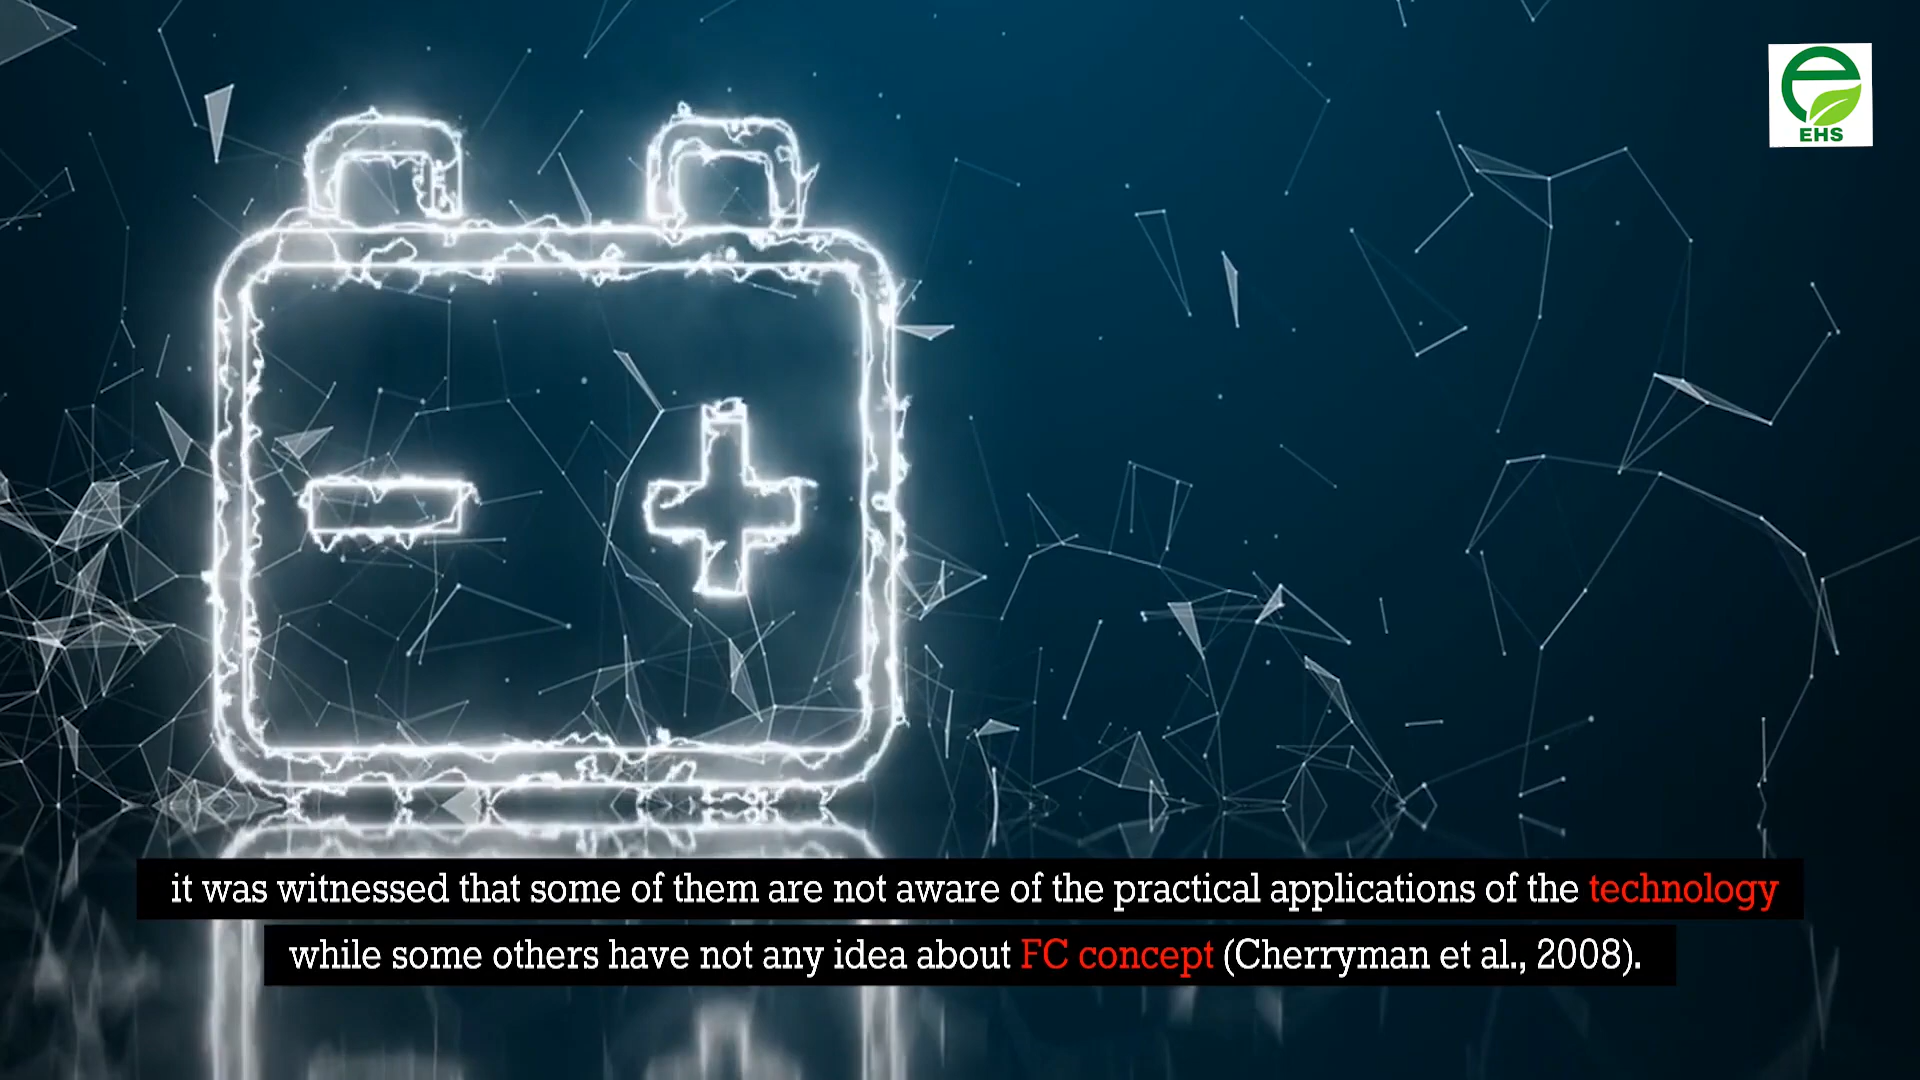 EHS
it was witnessed that some of them are not aware of the practical applications of the technology
while some others have not any idea about FC concept (Cherryman et al., 2008).